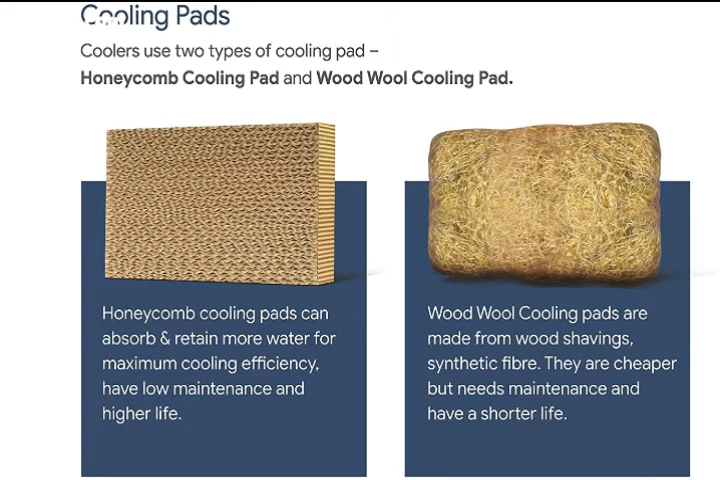 Cooling Pads
Coolers use two types of cooling pad –
Honeycomb Cooling Pad and Wood Wool Cooling Pad.
Honeycomb cooling pads can
absorb & retain more water for
maximum cooling efficiency,
have low maintenance and
higher life.
Wood Wool Cooling pads are
made from wood shavings,
synthetic fibre. They are cheaper
but needs maintenance and
have a shorter life.